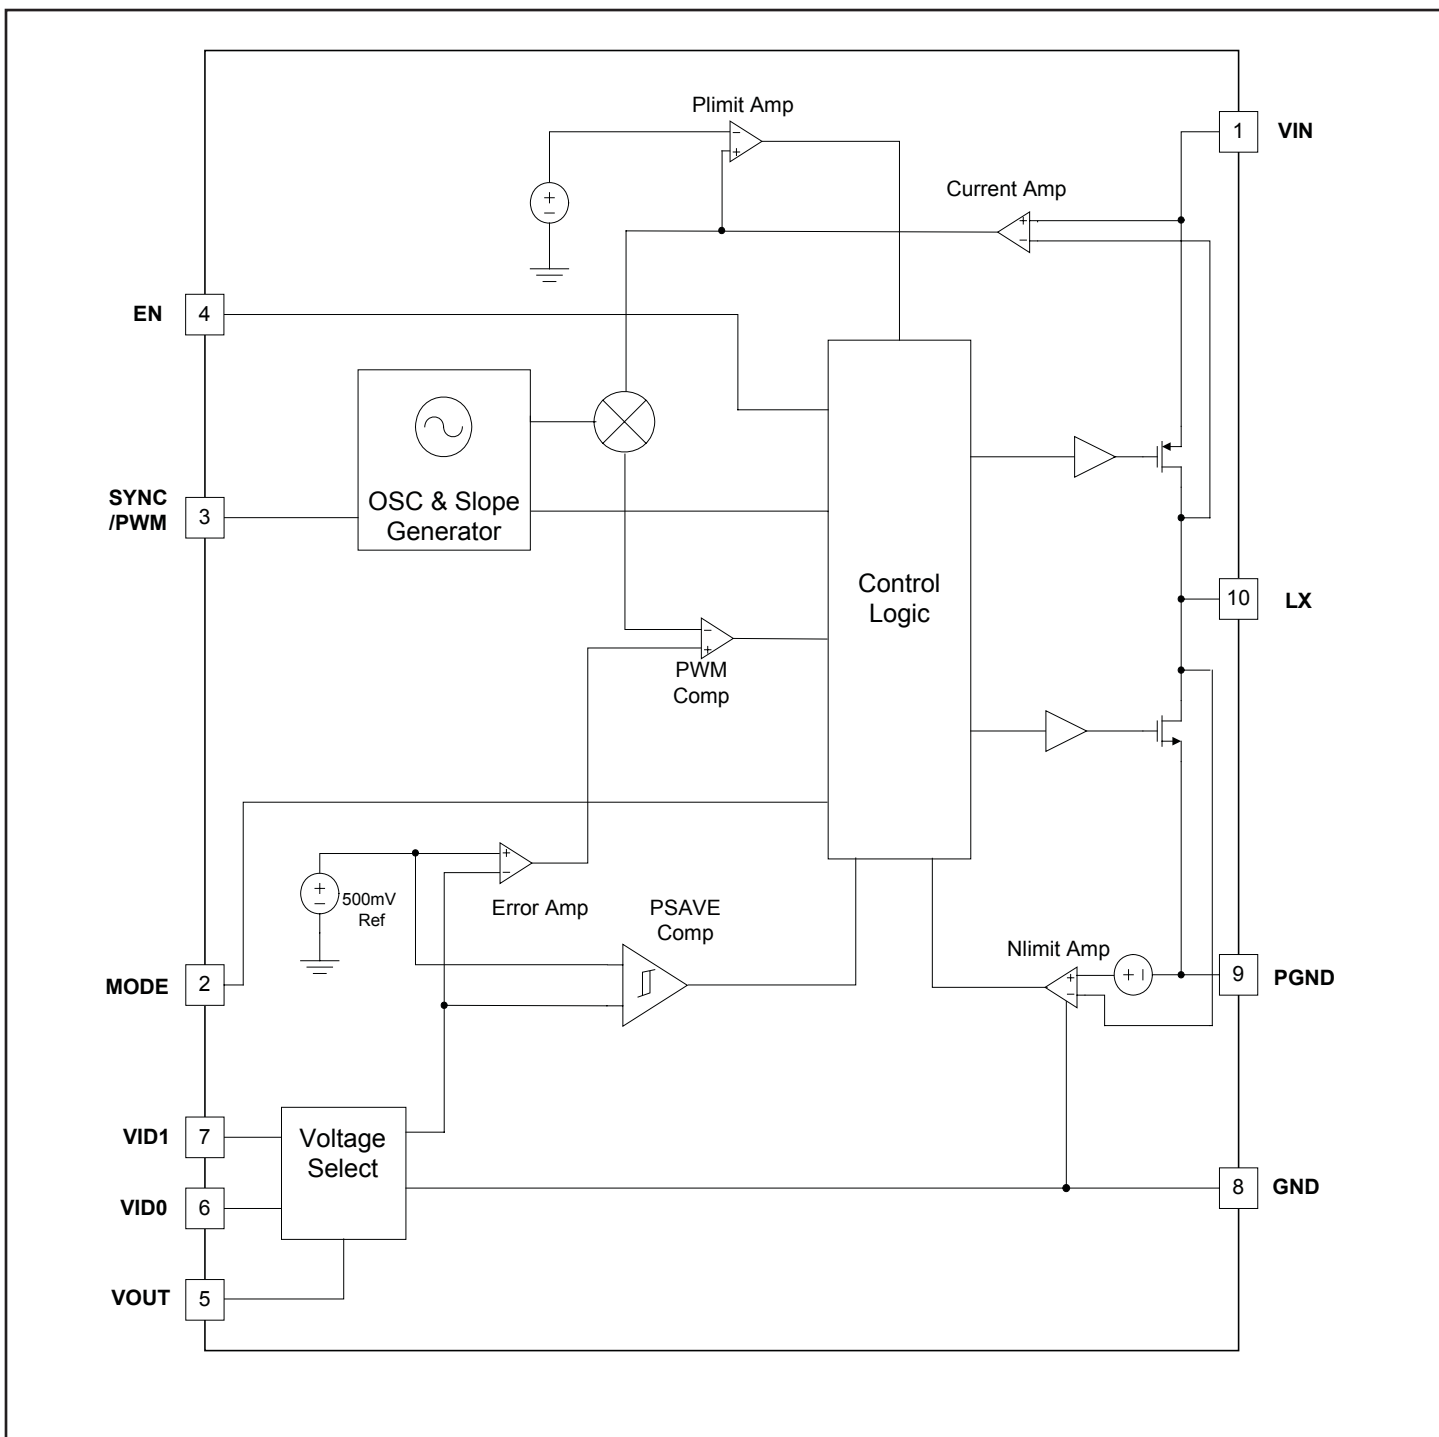 Plimit Amp
1 VIN
Current Amp
EN 4
SYNC
/PWM
3
OSC & Slope
Generator
Control
Logic
10 LX
PWM
Comp
500mV
Ref
Error Amp
PSAVE
Comp
Nlimit Amp
MODE 2
9 PGND
VID1 7
Voltage
Select
VID0 6
8 GND
VOUT 5